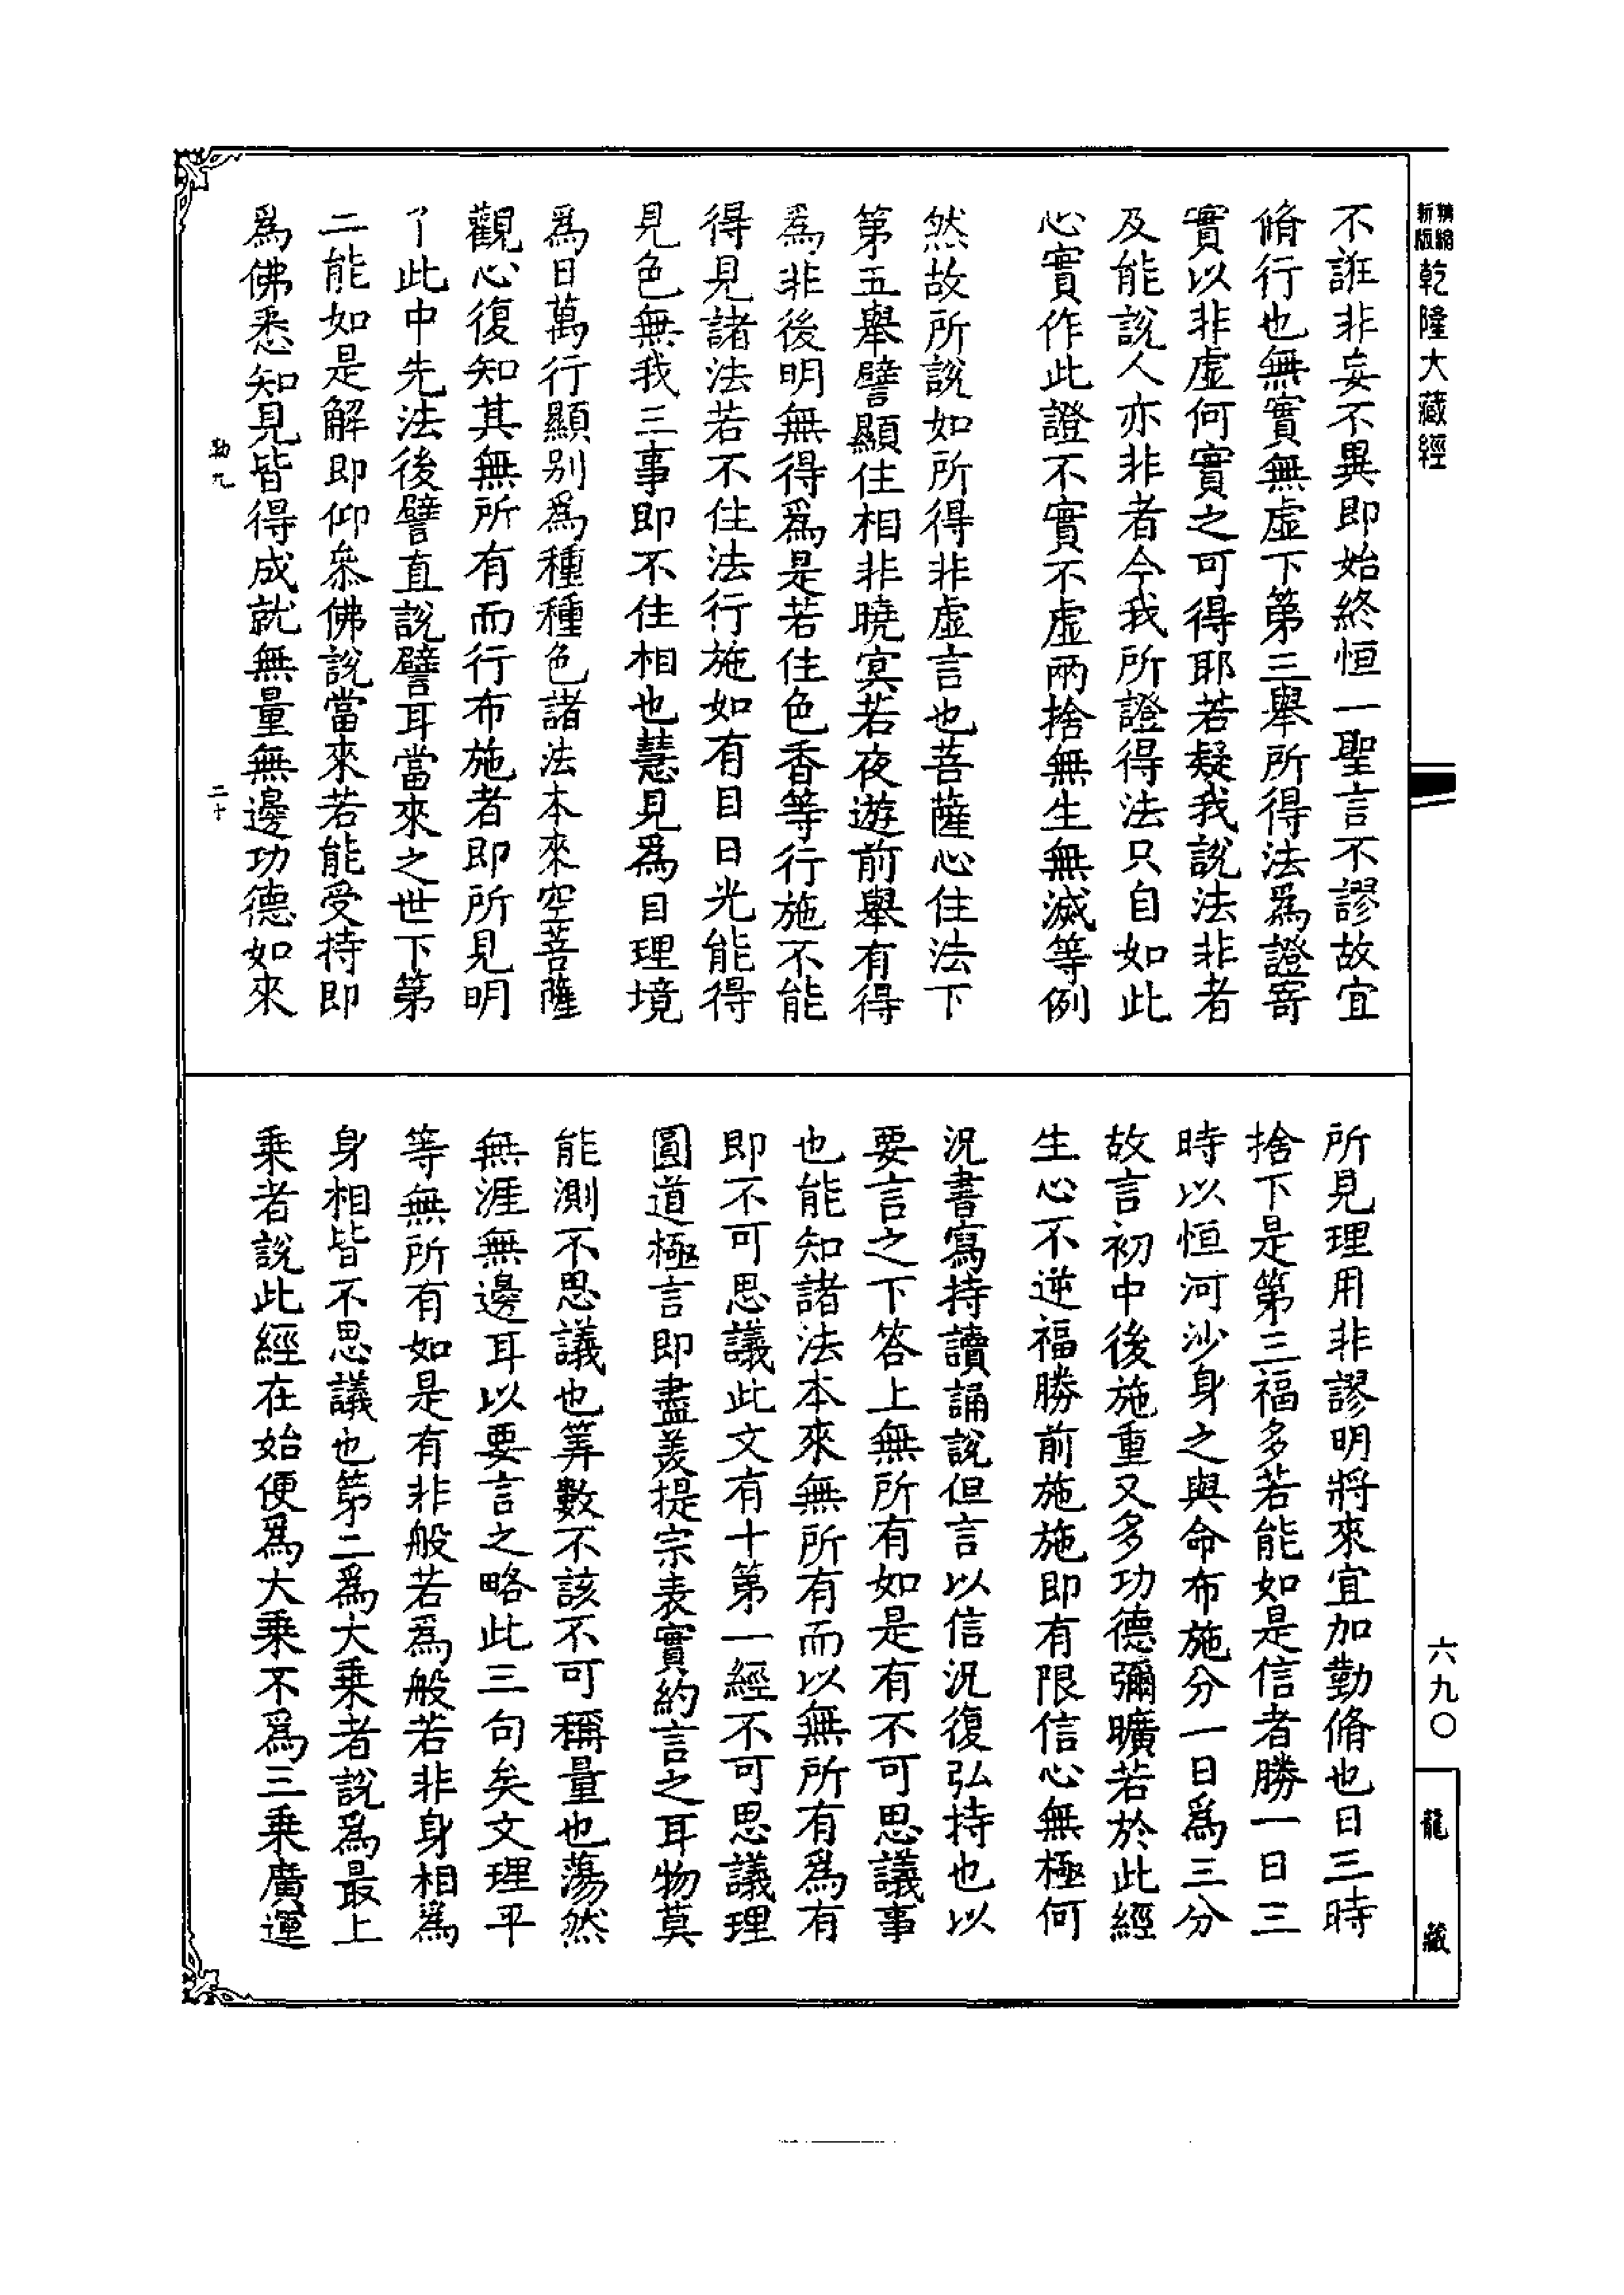 新版
精縮
乾隆大藏經
不誑非妄不異即始終恒一聖言不謬故宜
脩行也無實無虛下第三舉所得法爲證寄
實以非虛何實之可得耶若疑我說法非者
及能說人亦非者今我所證得法只自如此
心實作此證不實不虛兩捨無生無滅等例
然故所說如所得非虛言也菩薩心住法下
第五舉譬顯住相非曉冥若夜遊前舉有得
爲非後明無得爲是若住色香等行施不能
得見諸法若不住法行施如有目日光能得
見色無我三事即不住相也慧見爲目理境
爲日萬行顯别爲種種色諸法本來空菩薩
觀心復知其無所有而行布施者即所見明
了此中先法後譬直說譬耳當來之世下第
二能如是解即仰叅佛說當來若能受持即
爲佛悉知見皆得成就無量無邊功德如來
勒九
二十
所見理用非謬明將來宜加勤脩也日三時
捨下是第三福多若能如是信者勝一日三
時以恒河沙身之與命布施分一日爲三分
故言初中後施重又多功德彌曠若於此經
生心不逆福勝前施施即有限信心無極何
況書寫持讀誦說但言以信況復弘持也以
要言之下答上無所有如是有不可思議事
也能知諸法本來無所有而以無所有爲有
即不可思議此文有十第一經不可思議理
圓道極言即盡羙提宗表實約言之耳物莫
能測不思議也筭數不該不可稱量也蕩然
無涯無邊耳以要言之略此三句矣文理平
等無所有如是有非般若爲般若非身相爲
身相皆不思議也第二爲大乗者說爲最上
乗者說此經在始便爲大乗不爲三乗廣運
六九〇
龍藏